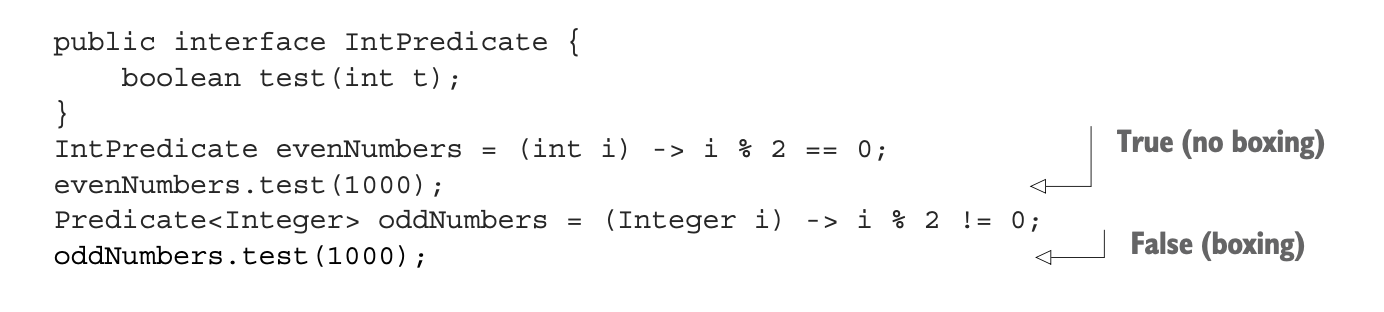 public interface IntPredicate {
    boolean test(int t);
}
IntPredicate evenNumbers = (int i) -> i % 2 == 0;
True (no boxing)
evenNumbers.test(1000);
Predicate<Integer> oddNumbers = (Integer i) -> i % 2 != 0;
False (boxing)
oddNumbers.test(1000);